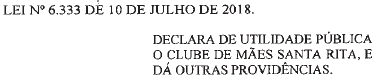 LEI Nº 6.333 DE 10 DE JULHO DE 2018.
DECLARA DE UTILIDADE PÚBLICA
O CLUBE DE MÃES SANTA RITA, E
DÁ OUTRAS PROVIDÊNCIAS.